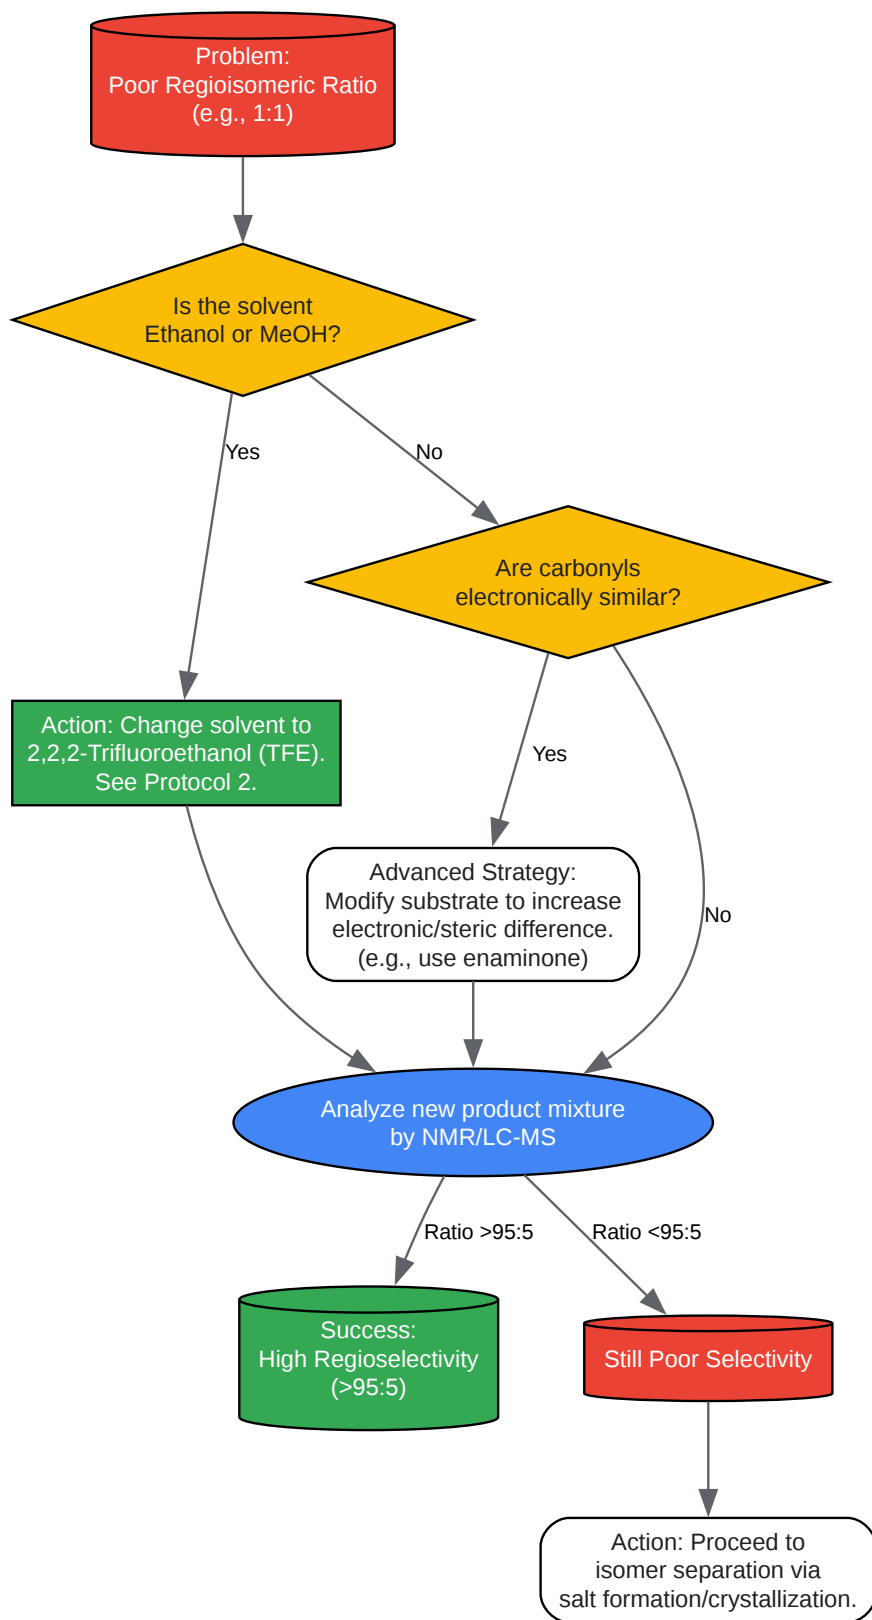 Problem:
Poor Regioisomeric Ratio
(e.g., 1:1)
Is the solvent
Ethanol or MeOH?
Yes
No
Are carbonyls
electronically similar?
Action: Change solvent to
2,2,2-Trifluoroethanol (TFE).
See Protocol 2.
Yes
Advanced Strategy:
Modify substrate to increase
electronic/steric difference.
(e.g., use enaminone)
No
Analyze new product mixture
by NMR/LC-MS
Ratio >95:5
Ratio <95:5
Success:
High Regioselectivity
(>95:5)
Still Poor Selectivity
Action: Proceed to
isomer separation via
salt formation/crystallization.